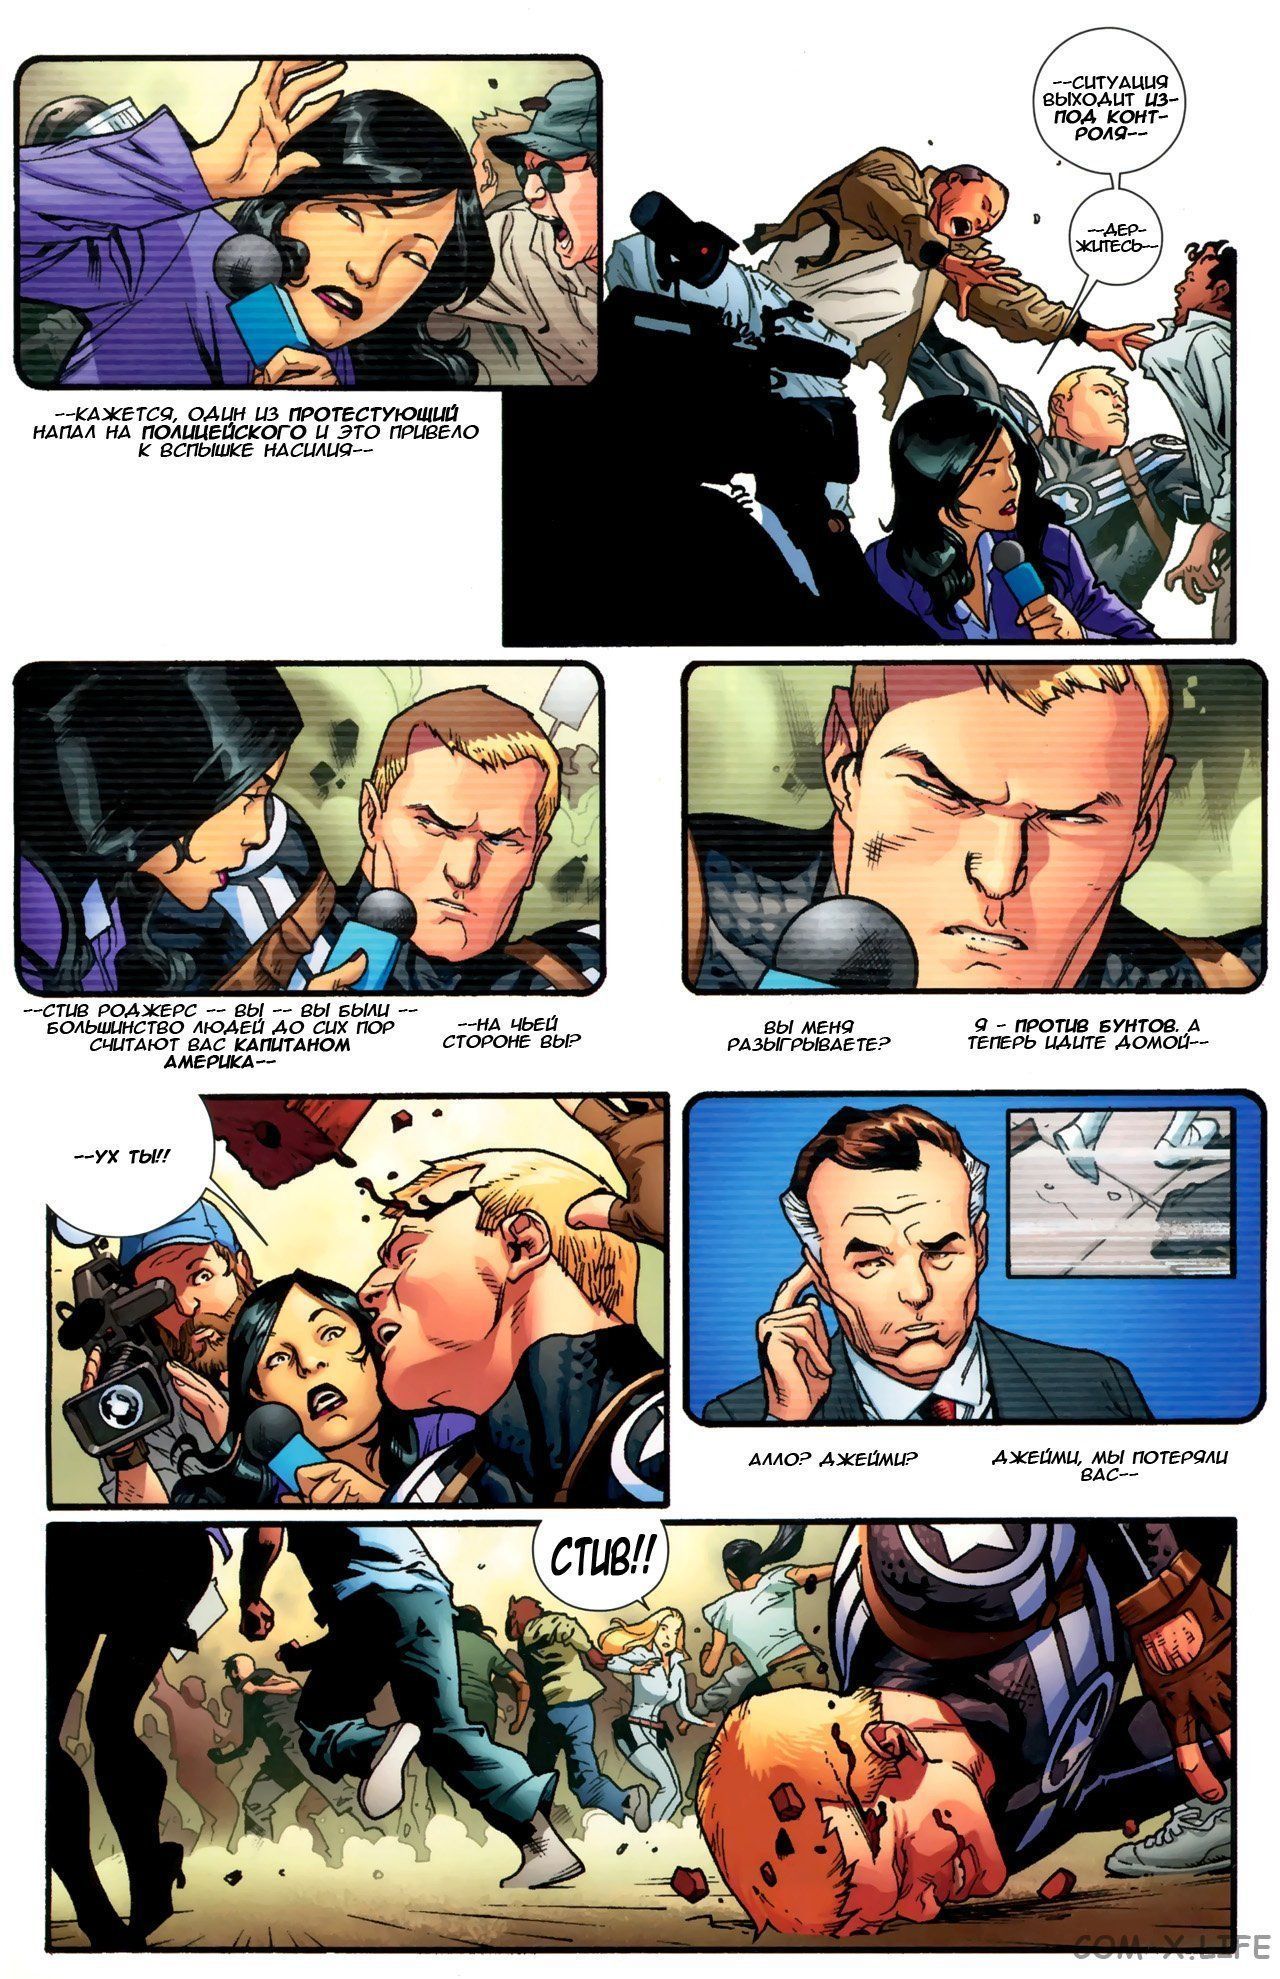 --СИТУАЦИЯ
ВЫХОДИТ ИЗ-
ПОД КОНТ-
РОЛЯ--
--ДЕР-
ЖИТЕСЬ--
--КАЖЕТСЯ, ОДИН ИЗ ПРОТЕСТУЮЩИЙ
НАПАЛ НА ПОЛИЦЕЙСКОГО И ЭТО ПРИВЕЛО
К ВСПЫШКЕ НАСИЛИЯ--
--СТИВ РОДЖЕРС -- ВЫ -- ВЫ БЫЛИ --
БОЛЬШИНСТВО ЛЮДЕЙ ДО СИХ ПОР
СЧИТАЮТ ВАС КАПИТАНОМ
АМЕРИКА--
--НА ЧЬЕЙ
СТОРОНЕ ВЫ?
ВЫ МЕНЯ
РАЗЫГРЫВАЕТЕ?
Я - ПРОТИВ БУНТОВ. А
ТЕПЕРЬ ИДИТЕ ДОМОЙ--
--УХ ТЫ!!
АЛЛО? ДЖЕЙМИ?
ДЖЕЙМИ, МЫ ПОТЕРЯЛИ
ВАС--
СТИВ!!
COM-X.LIFE